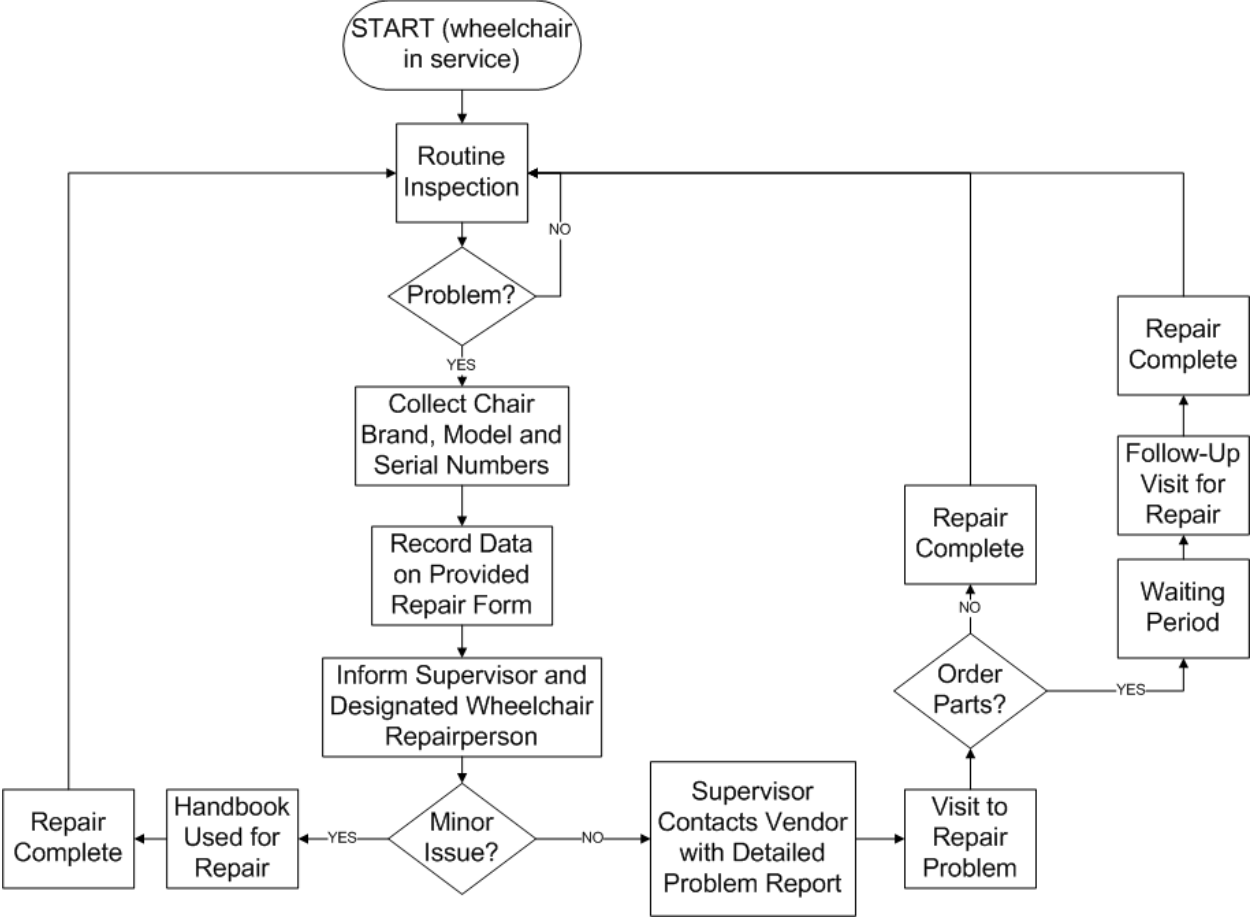 START (wheelchair
in service)
Routine
Inspection
NO
Problem?
YES
Collect Chair
Brand, Model and
Serial Numbers
Record Data
on Provided
Repair Form
Inform Supervisor and
Designated Wheelchair
Repairperson
Minor
Issue?
YES
Handbook
Used for
Repair
Repair
Complete
NO
Supervisor
Contacts Vendor
with Detailed
Problem Report
Visit to
Repair
Problem
Order
Parts?
NO
Repair
Complete
YES
Waiting
Period
Follow-Up
Visit for
Repair
Repair
Complete